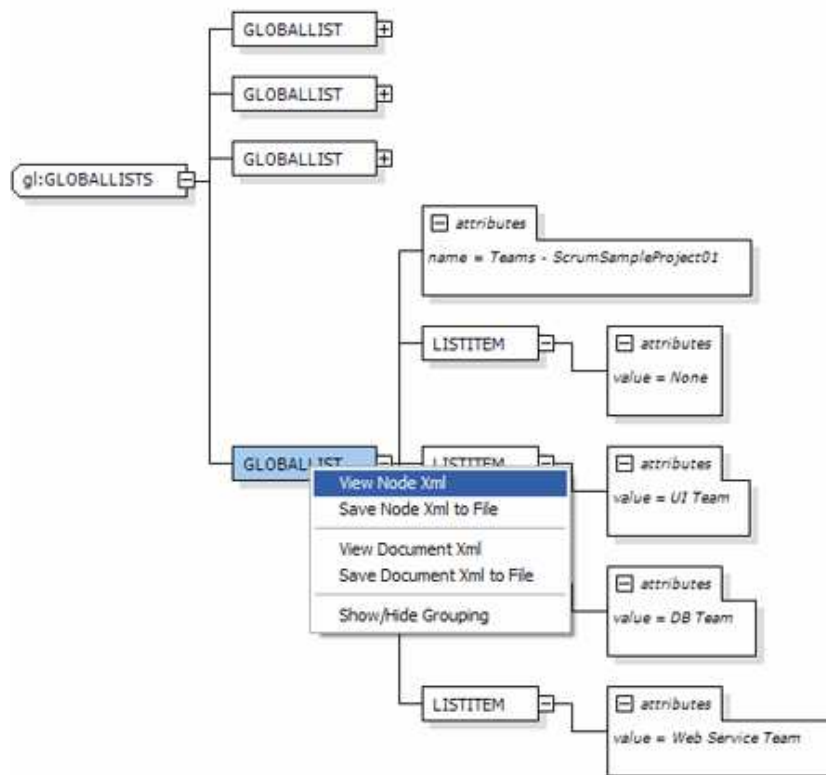 GLOBALLIST
GLOBALLIST
GLOBALLIST
gl:GLOBALLISTS
attributes
name = Teams - ScrumSampleProject01
LISTITEM
attributes
value = None
GLOBALLIST
LISTITEM
attributes
value = UI Team
View Node Xml
Save Node Xml to File
View Document Xml
Save Document Xml to File
Show/Hide Grouping
attributes
value = DB Team
LISTITEM
attributes
value = Web Service Team